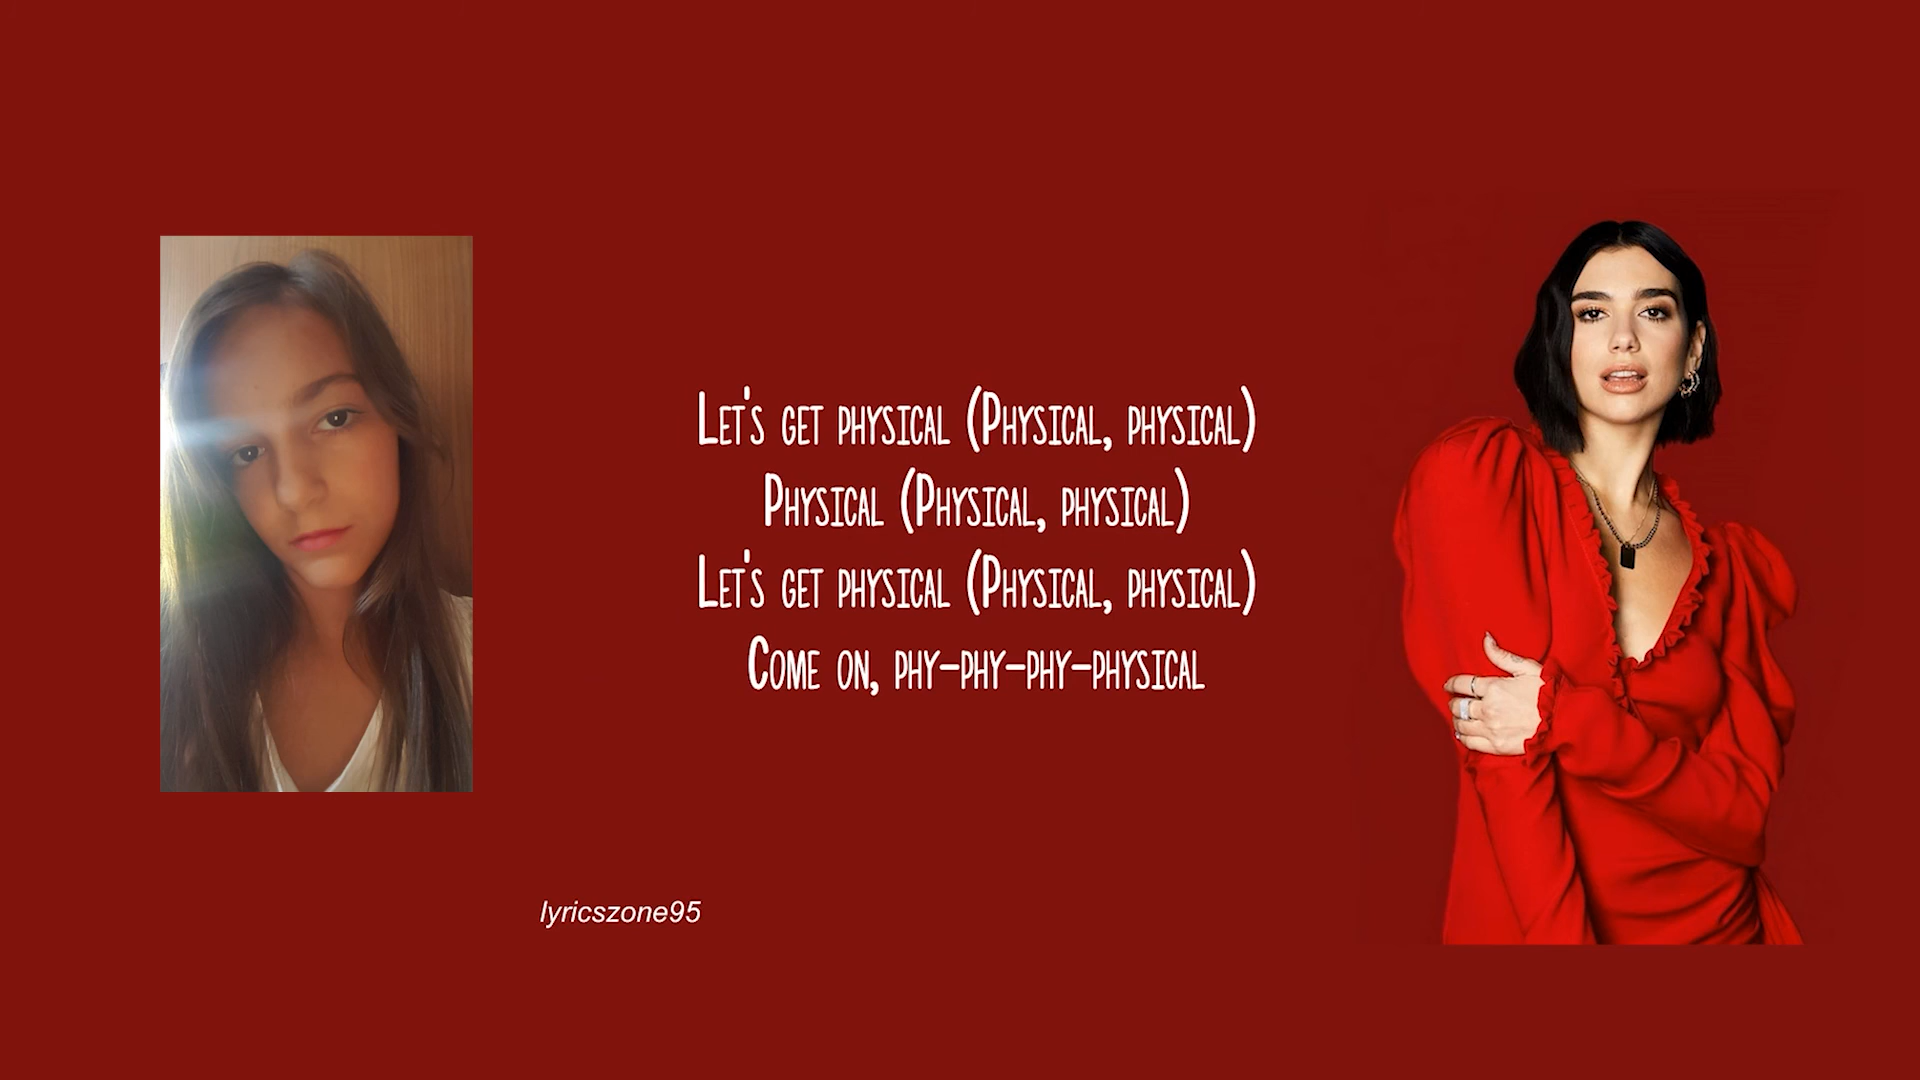 Let's get physical (Physical, physical)
Physical (Physical, physical)
Let's get physical (Physical, physical)
Come on, phy-phy-phy-physical
lyricszone95